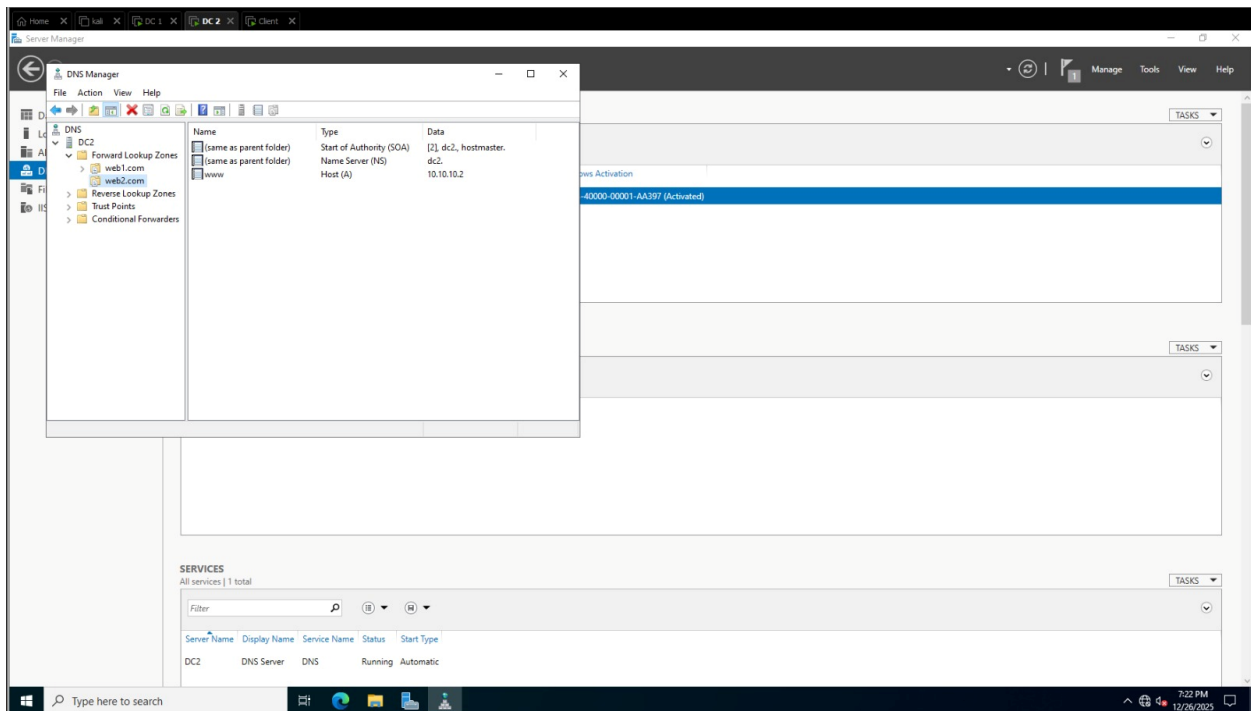 Home kali DC 1 DC 2 Client
Server Manager
DNS Manager
Manage Tools View Help
File Action View Help
DNS
DC2
Forward Lookup Zones
web1.com
web2.com
Reverse Lookup Zones
Trust Points
Conditional Forwarders
Name Type Data
(same as parent folder) Start of Authority (SOA) [2], dc2., hostmaster.
(same as parent folder) Name Server (NS) dc2.
www Host (A) 10.10.10.2
TASKS
Activation
-40000-00001-AA397 (Activated)
TASKS
SERVICES
All services | 1 total
TASKS
Filter
Server Name Display Name Service Name Status Start Type
DC2 DNS Server DNS Running Automatic
Type here to search
7:22 PM
12/26/2025